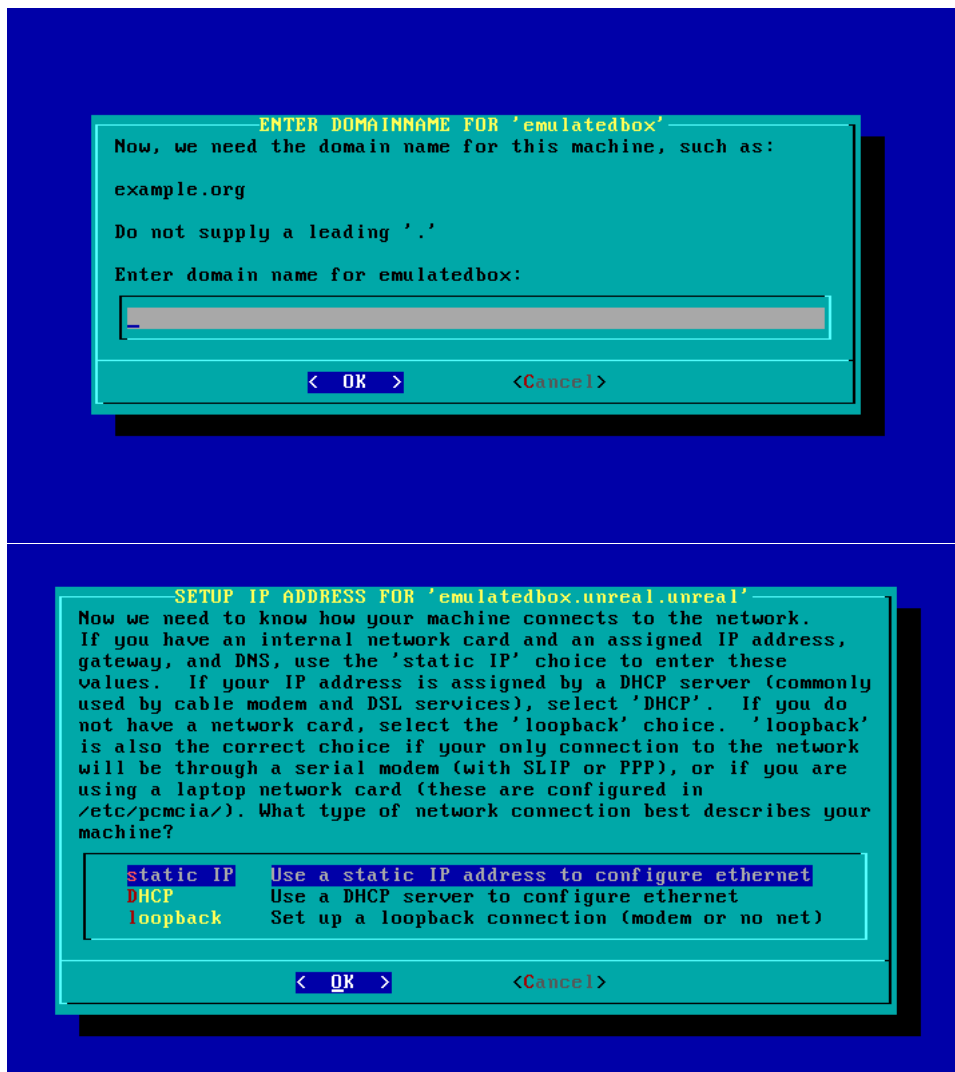 ENTER DOMAINNAME FOR 'emulatedbox'
Now, we need the domain name for this machine, such as:
example.org
Do not supply a leading '.'
Enter domain name for emulatedbox:
< OK > <Cancel>
SETUP IP ADDRESS FOR 'emulatedbox.unreal.unreal'
Now we need to know how your machine connects to the network.
If you have an internal network card and an assigned IP address,
gateway, and DNS, use the 'static IP' choice to enter these
values.  If your IP address is assigned by a DHCP server (commonly
used by cable modem and DSL services), select 'DHCP'.  If you do
not have a network card, select the 'loopback' choice.  'loopback'
is also the correct choice if your only connection to the network
will be through a serial modem (with SLIP or PPP), or if you are
using a laptop network card (these are configured in
/etc/pcmcia/). What type of network connection best describes your
machine?
static IP   Use a static IP address to configure ethernet
DHCP        Use a DHCP server to configure ethernet
loopback    Set up a loopback connection (modem or no net)
< OK > <Cancel>